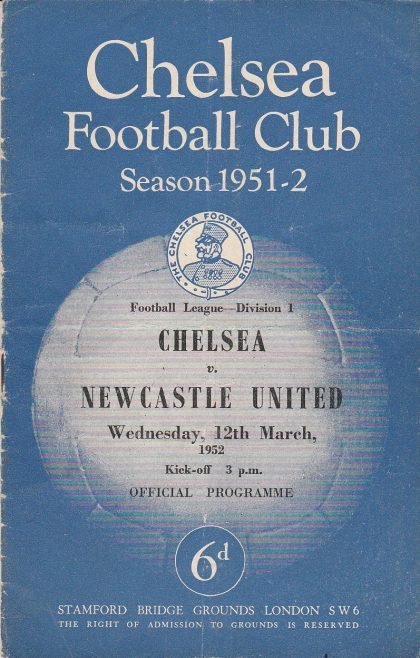 Chelsea
Football Club
Season 1951-2
THE CHELSEA FOOTBALL CLUB
Football League—Division 1
CHELSEA
v.
NEWCASTLE UNITED
Wednesday, 12th March,
1952
Kick-off 3 p.m.
OFFICIAL PROGRAMME
6d
STAMFORD BRIDGE GROUNDS LONDON SW6
THE RIGHT OF ADMISSION TO GROUNDS IS RESERVED